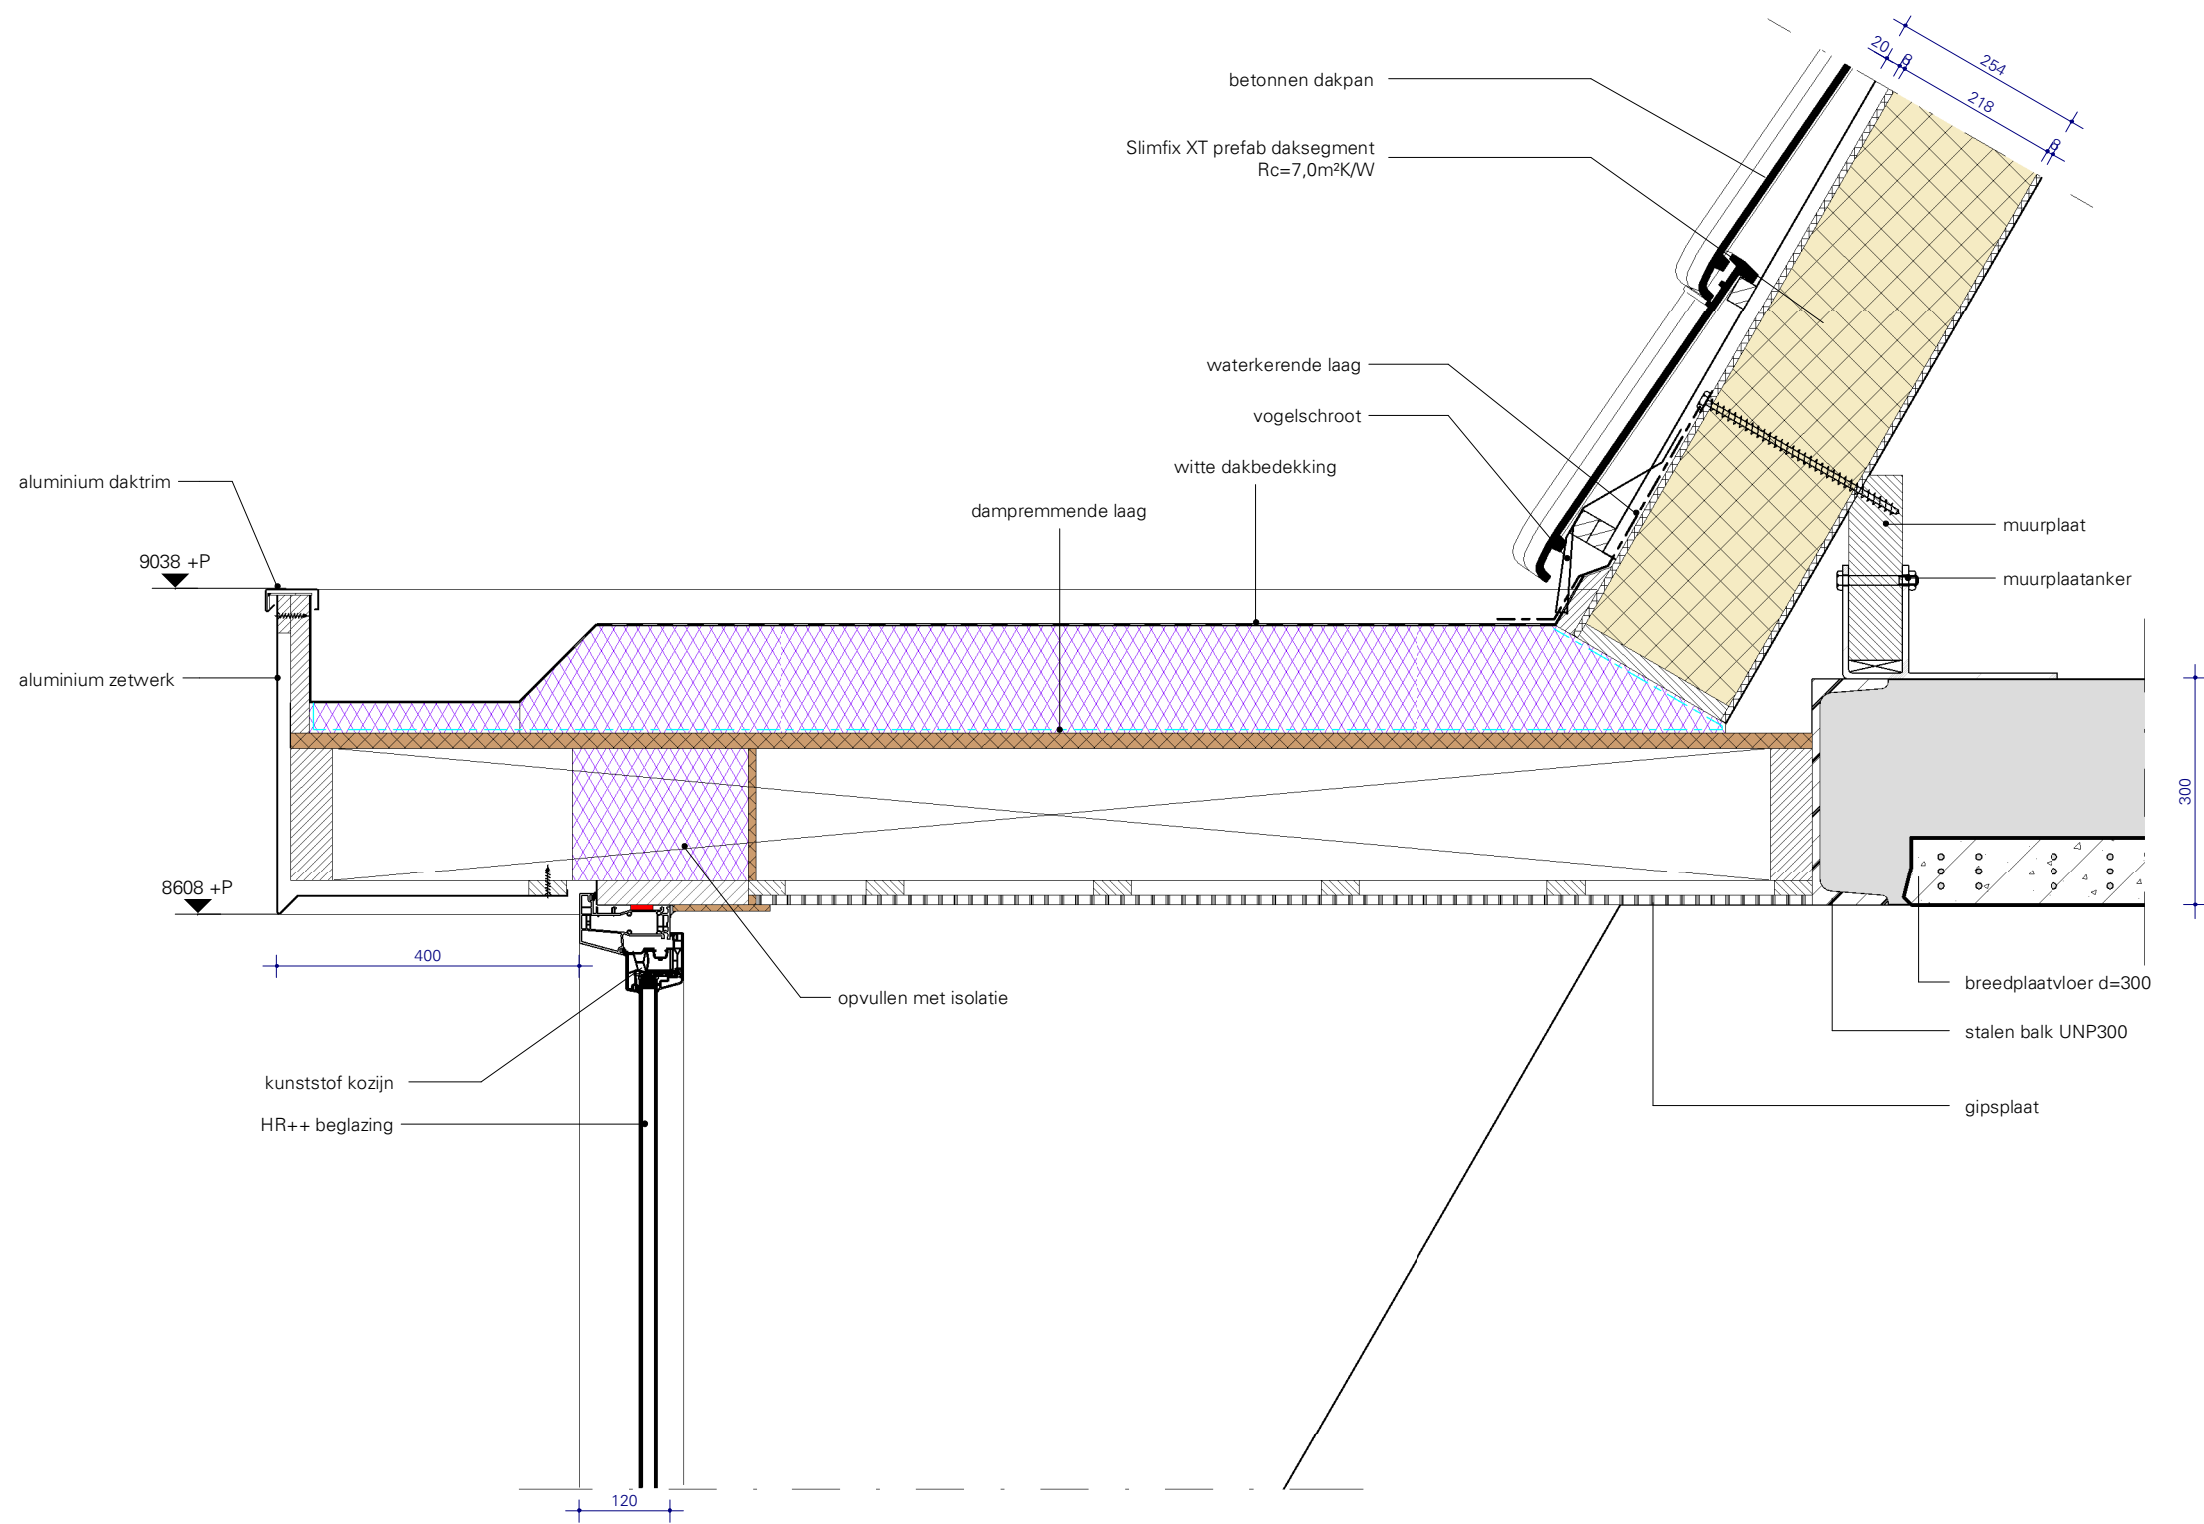 20
8
254
218
8
betonnen dakpan
Slimfix XT prefab daksegment
Rc=7,0m²K/W
waterkerende laag
vogelschroot
witte dakbedekking
dampremmende laag
aluminium daktrim
9038 +P
aluminium zetwerk
8608 +P
muurplaat
muurplaatanker
300
400
opvullen met isolatie
kunststof kozijn
HR++ beglazing
breedplaatvloer d=300
stalen balk UNP300
gipsplaat
120